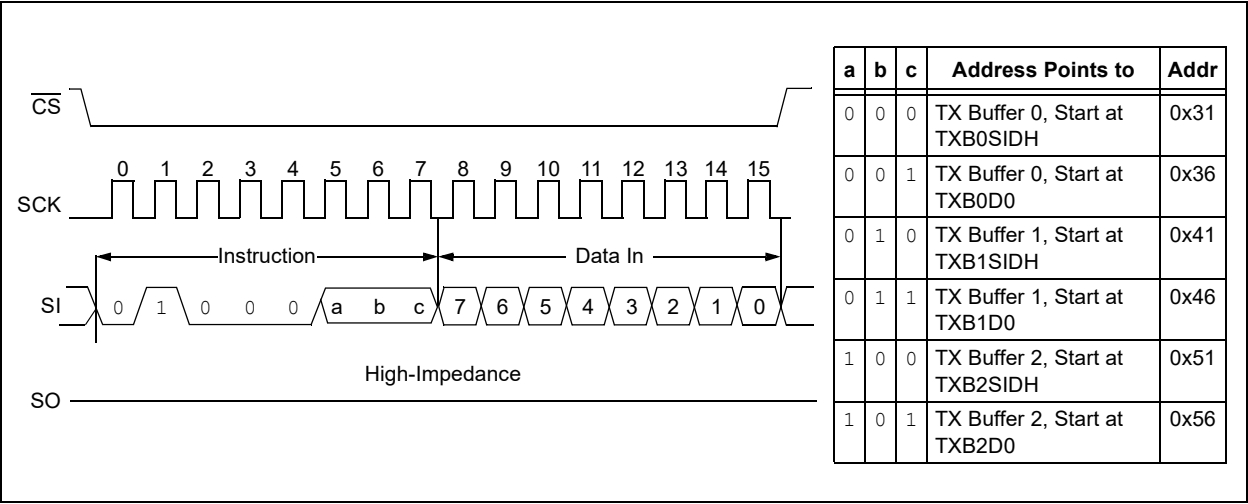 CS
0 1 2 3 4 5 6 7 8 9 10 11 12 13 14 15
SCK
Instruction Data In
SI 0 1 0 0 0 a b c 7 6 5 4 3 2 1 0
High-Impedance
SO
a b c Address Points to Addr
0 0 0 TX Buffer 0, Start at 0x31
TXB0SIDH
0 0 1 TX Buffer 0, Start at 0x36
TXB0D0
0 1 0 TX Buffer 1, Start at 0x41
TXB1SIDH
0 1 1 TX Buffer 1, Start at 0x46
TXB1D0
1 0 0 TX Buffer 2, Start at 0x51
TXB2SIDH
1 0 1 TX Buffer 2, Start at 0x56
TXB2D0